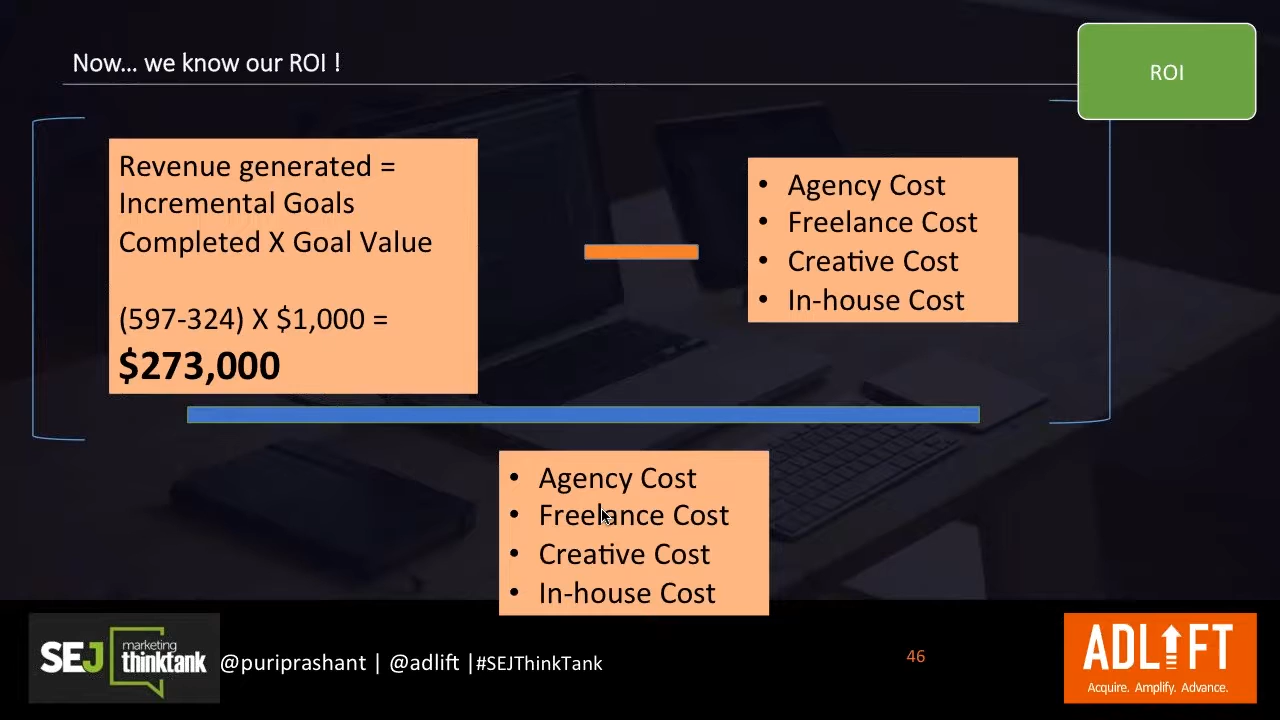 Now... we know our ROI !
ROI
Revenue generated =
Incremental Goals
Completed X Goal Value
(597-324) X $1,000 =
$273,000
• Agency Cost
• Freelance Cost
• Creative Cost
• In-house Cost
• Agency Cost
• Freelance Cost
• Creative Cost
• In-house Cost
SEJ marketing thinktank
@puriprashant | @adlift |#SEJThinkTank
46
ADLIFT
Acquire. Amplify. Advance.